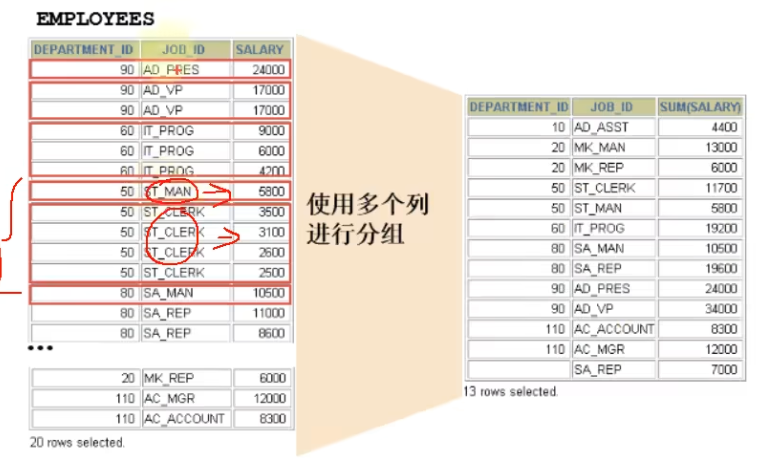 EMPLOYEES
DEPARTMENT_ID JOB_ID SALARY
90 AD_PRES 24000
90 AD_VP 17000
90 AD_VP 17000
60 IT_PROG 9000
60 IT_PROG 6000
60 IT_PROG 4200
50 ST_MAN 5800
50 ST_CLERK 3500
50 ST_CLERK 3100
50 ST_CLERK 2600
50 ST_CLERK 2500
80 SA_MAN 10500
80 SA_REP 11000
80 SA_REP 8600
•••
20 MK_REP 6000
110 AC_MGR 12000
110 AC_ACCOUNT 8300
20 rows selected.
使用多个列
进行分组
DEPARTMENT_ID JOB_ID SUM(SALARY)
10 AD_ASST 4400
20 MK_MAN 13000
20 MK_REP 6000
50 ST_CLERK 11700
50 ST_MAN 5800
60 IT_PROG 19200
80 SA_MAN 10500
80 SA_REP 19600
90 AD_PRES 24000
90 AD_VP 34000
110 AC_ACCOUNT 8300
110 AC_MGR 12000
SA_REP 7000
13 rows selected.